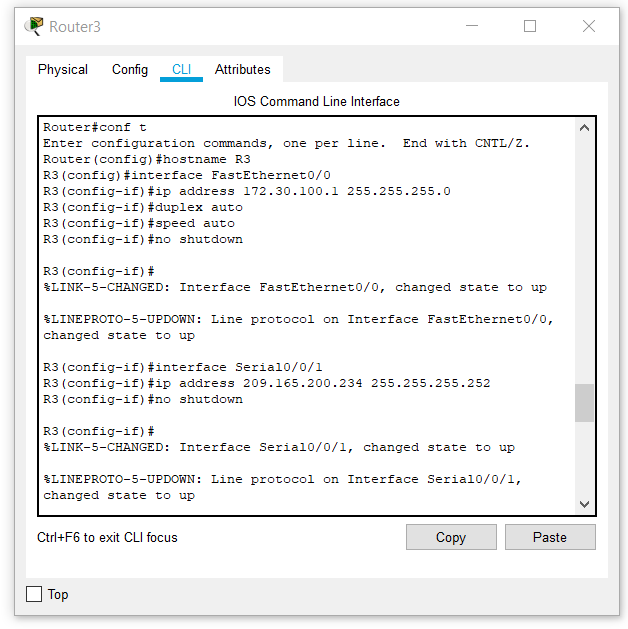 Router3
Physical Config CLI Attributes
IOS Command Line Interface
Router#conf t
Enter configuration commands, one per line.  End with CNTL/Z.
Router(config)#hostname R3
R3(config)#interface FastEthernet0/0
R3(config-if)#ip address 172.30.100.1 255.255.255.0
R3(config-if)#duplex auto
R3(config-if)#speed auto
R3(config-if)#no shutdown
R3(config-if)#
%LINK-5-CHANGED: Interface FastEthernet0/0, changed state to up
%LINEPROTO-5-UPDOWN: Line protocol on Interface FastEthernet0/0,
changed state to up
R3(config-if)#interface Serial0/0/1
R3(config-if)#ip address 209.165.200.234 255.255.255.252
R3(config-if)#no shutdown
R3(config-if)#
%LINK-5-CHANGED: Interface Serial0/0/1, changed state to up
%LINEPROTO-5-UPDOWN: Line protocol on Interface Serial0/0/1,
changed state to up
Ctrl+F6 to exit CLI focus Copy Paste
Top